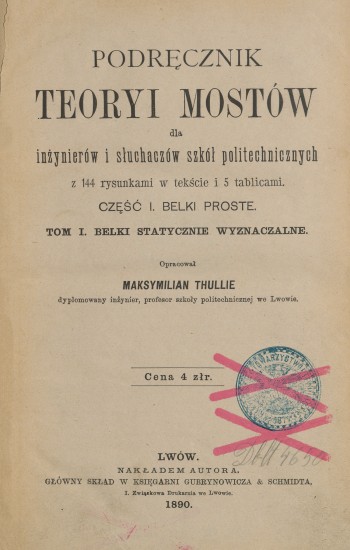 PODRĘCZNIK
TEORYI MOSTÓW
dla
inżynierów i słuchaczów szkół politechnicznych
z 144 rysunkami w tekście i 5 tablicami.
CZĘŚĆ I. BELKI PROSTE.
TOM I. BELKI STATYCZNIE WYZNACZALNE.
Opracował
MAKSYMILIAN THULLIE
dyplomowany inżynier, profesor szkoły politechnicznej we Lwowie.
Cena 4 złr.
TOWARZYSTWO
4650
LWÓW.
NAKŁADEM AUTORA.
GŁÓWNY SKŁAD W KSIĘGARNI GUBRYNOWICZA & SCHMIDTA,
I. Związkowa Drukarnia we Lwowie.
1890.